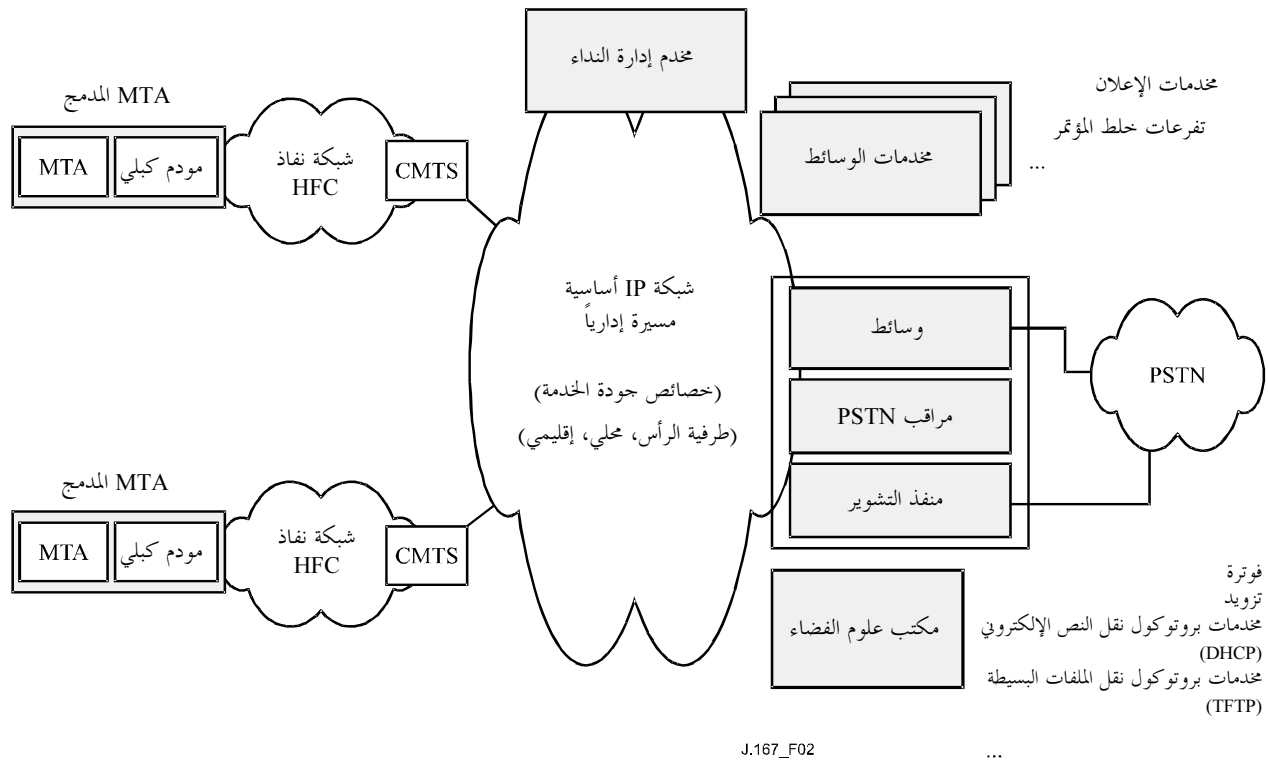 مخدم إدارة النداء
مخدمات الإعلان
تفرعات خلط المؤتمر
...
مخدمات الوسائط
MTA المدمج
MTA
مودم كبلي
شبكة نفاذ
HFC
CMTS
شبكة IP أساسية
مسيرة إدارياً
(خصائص جودة الخدمة)
(طرفية الرأس، محلي، إقليمي)
وسائط
مراقب PSTN
منفذ التشوير
PSTN
MTA المدمج
MTA
مودم كبلي
شبكة نفاذ
HFC
CMTS
مكتب علوم الفضاء
فوترة
تزويد
مخدمات بروتوكول نقل النص الإلكتروني
(DHCP)
مخدمات بروتوكول نقل الملفات البسيطة
(TFTP)
...
J.167_F02